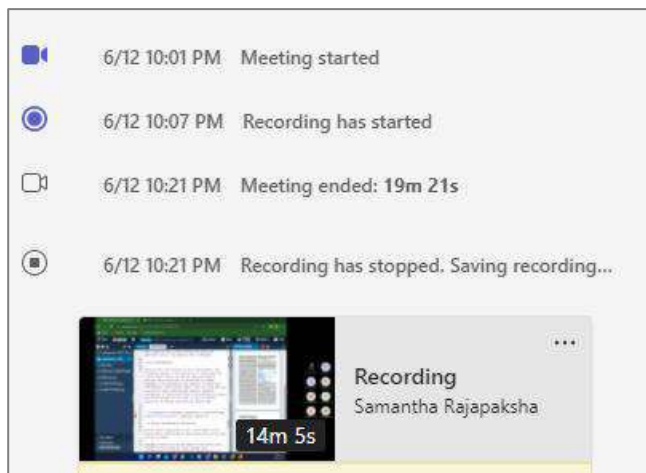 6/12 10:01 PM Meeting started
6/12 10:07 PM Recording has started
6/12 10:21 PM Meeting ended: 19m 21s
6/12 10:21 PM Recording has stopped. Saving recording...
Recording
Samantha Rajapaksha
14m 5s